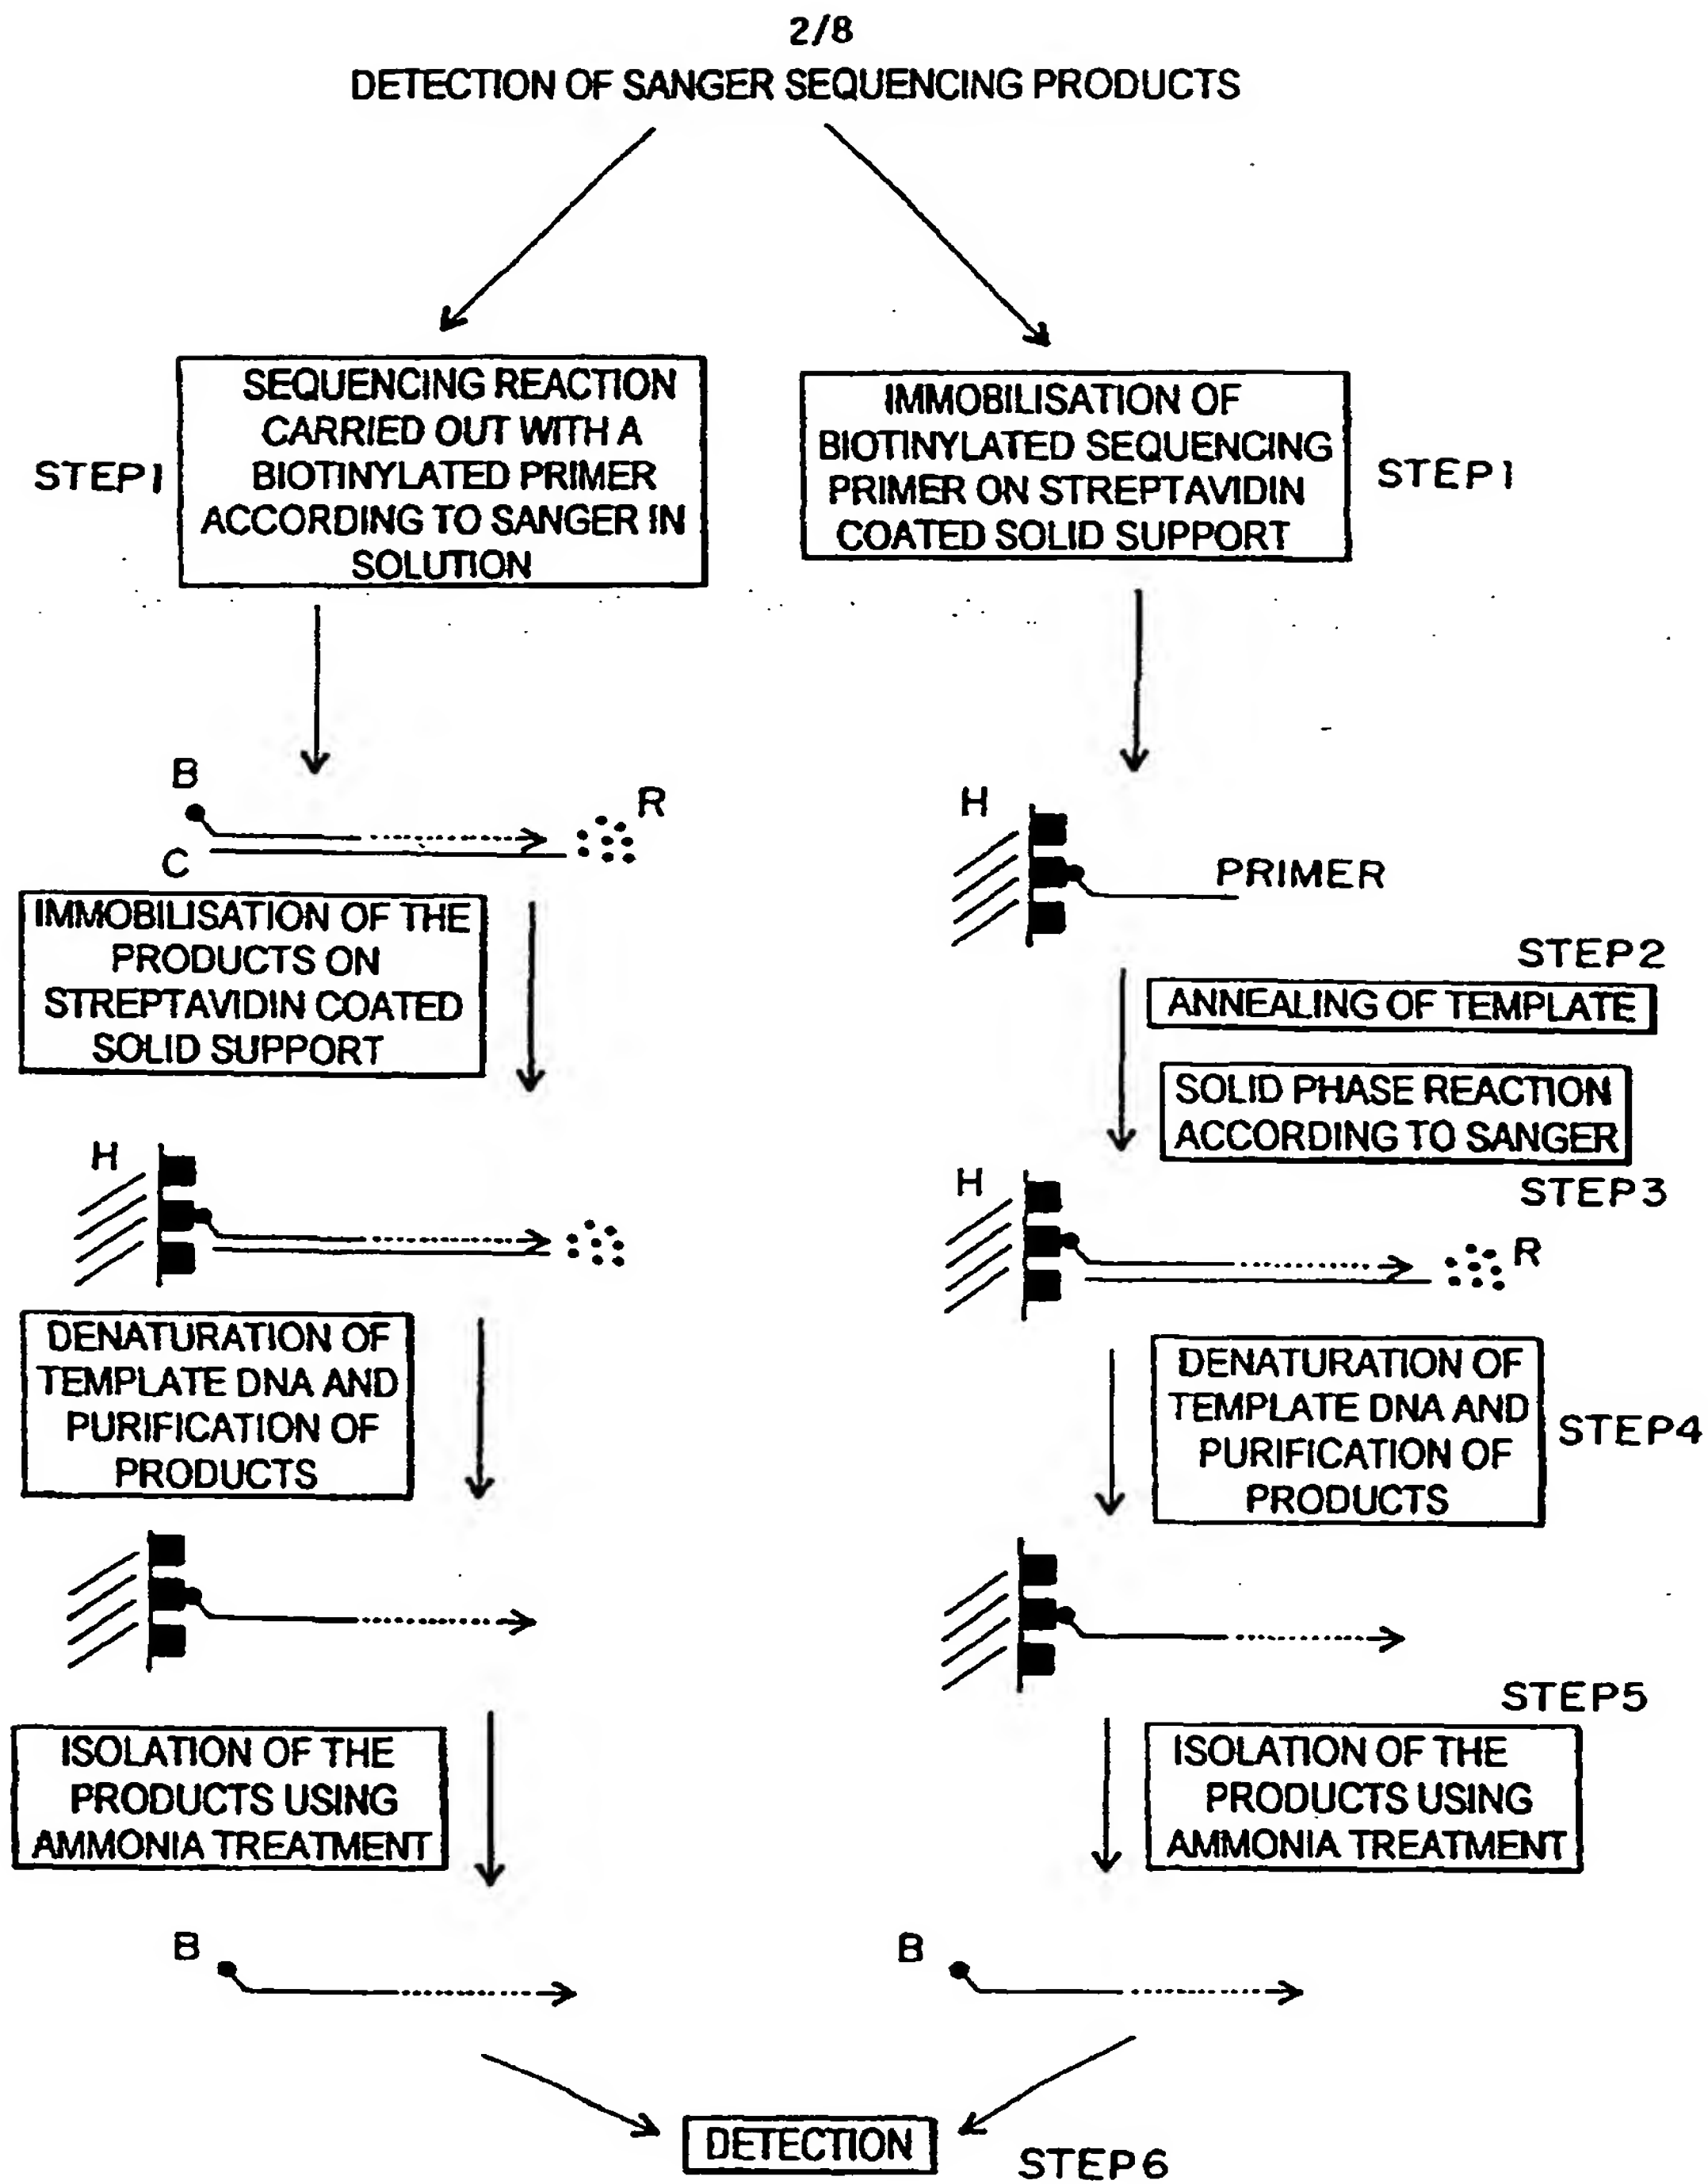 2/8
DETECTION OF SANGER SEQUENCING PRODUCTS
STEP1
SEQUENCING REACTION
CARRIED OUT WITH A
BIOTINYLATED PRIMER
ACCORDING TO SANGER IN
SOLUTION
IMMOBILISATION OF
BIOTINYLATED SEQUENCING
PRIMER ON STREPTAVIDIN
COATED SOLID SUPPORT
STEP1
B
R
C
H
PRIMER
IMMOBILISATION OF THE
PRODUCTS ON
STREPTAVIDIN COATED
SOLID SUPPORT
STEP2
ANNEALING OF TEMPLATE
SOLID PHASE REACTION
ACCORDING TO SANGER
STEP3
H
H
R
DENATURATION OF
TEMPLATE DNA AND
PURIFICATION OF
PRODUCTS
DENATURATION OF
TEMPLATE DNA AND
PURIFICATION OF
PRODUCTS
STEP4
STEP5
ISOLATION OF THE
PRODUCTS USING
AMMONIA TREATMENT
ISOLATION OF THE
PRODUCTS USING
AMMONIA TREATMENT
B
B
DETECTION
STEP6